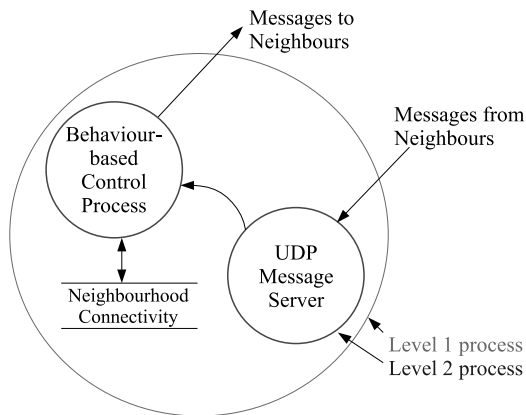 Messages to
Neighbours
Messages from
Neighbours
Behaviour-
based
Control
Process
UDP
Message
Server
Neighbourhood
Connectivity
Level 1 process
Level 2 process